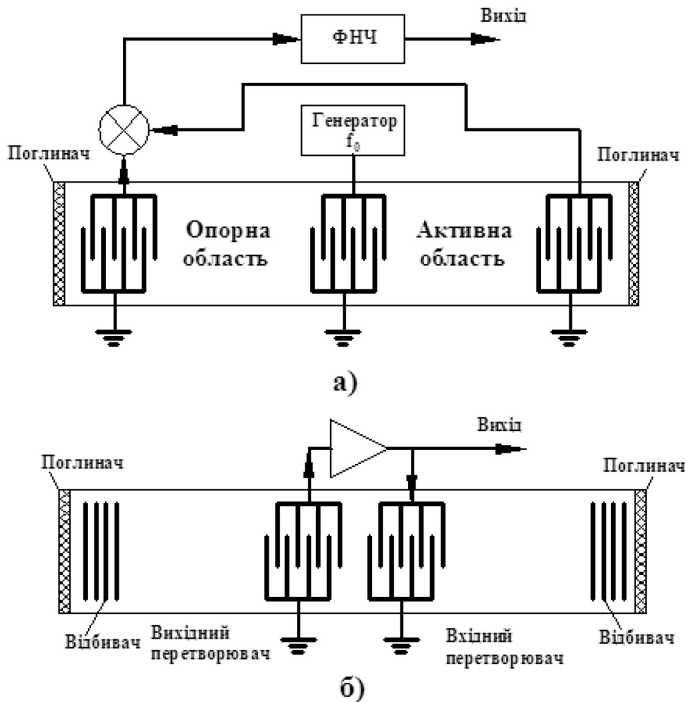 Вихід
ФНЧ
Генератор
f0
Поглинач
Поглинач
Опорна
область
Активна
область
а)
Вихід
Поглинач
Поглинач
Відбивач
Вихідний
перетворювач
Вхідний
перетворювач
Відбивач
б)